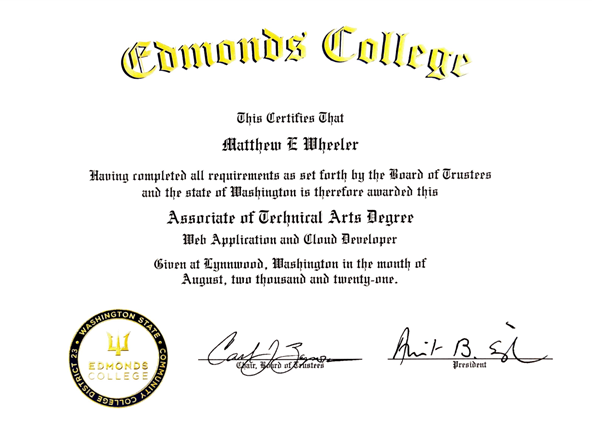 Edmonds College
This Certifies That
Matthew E Wheeler
Having completed all requirements as set forth by the Board of Trustees
and the state of Washington is therefore awarded this
Associate of Technical Arts Degree
Web Application and Cloud Developer
Given at Lynnwood, Washington in the month of
August, two thousand and twenty-one.
WASHINGTON STATE • COMMUNITY COLLEGE DISTRICT 23 •
EDMONDS
COLLEGE
Chair, Board of Trustees
President